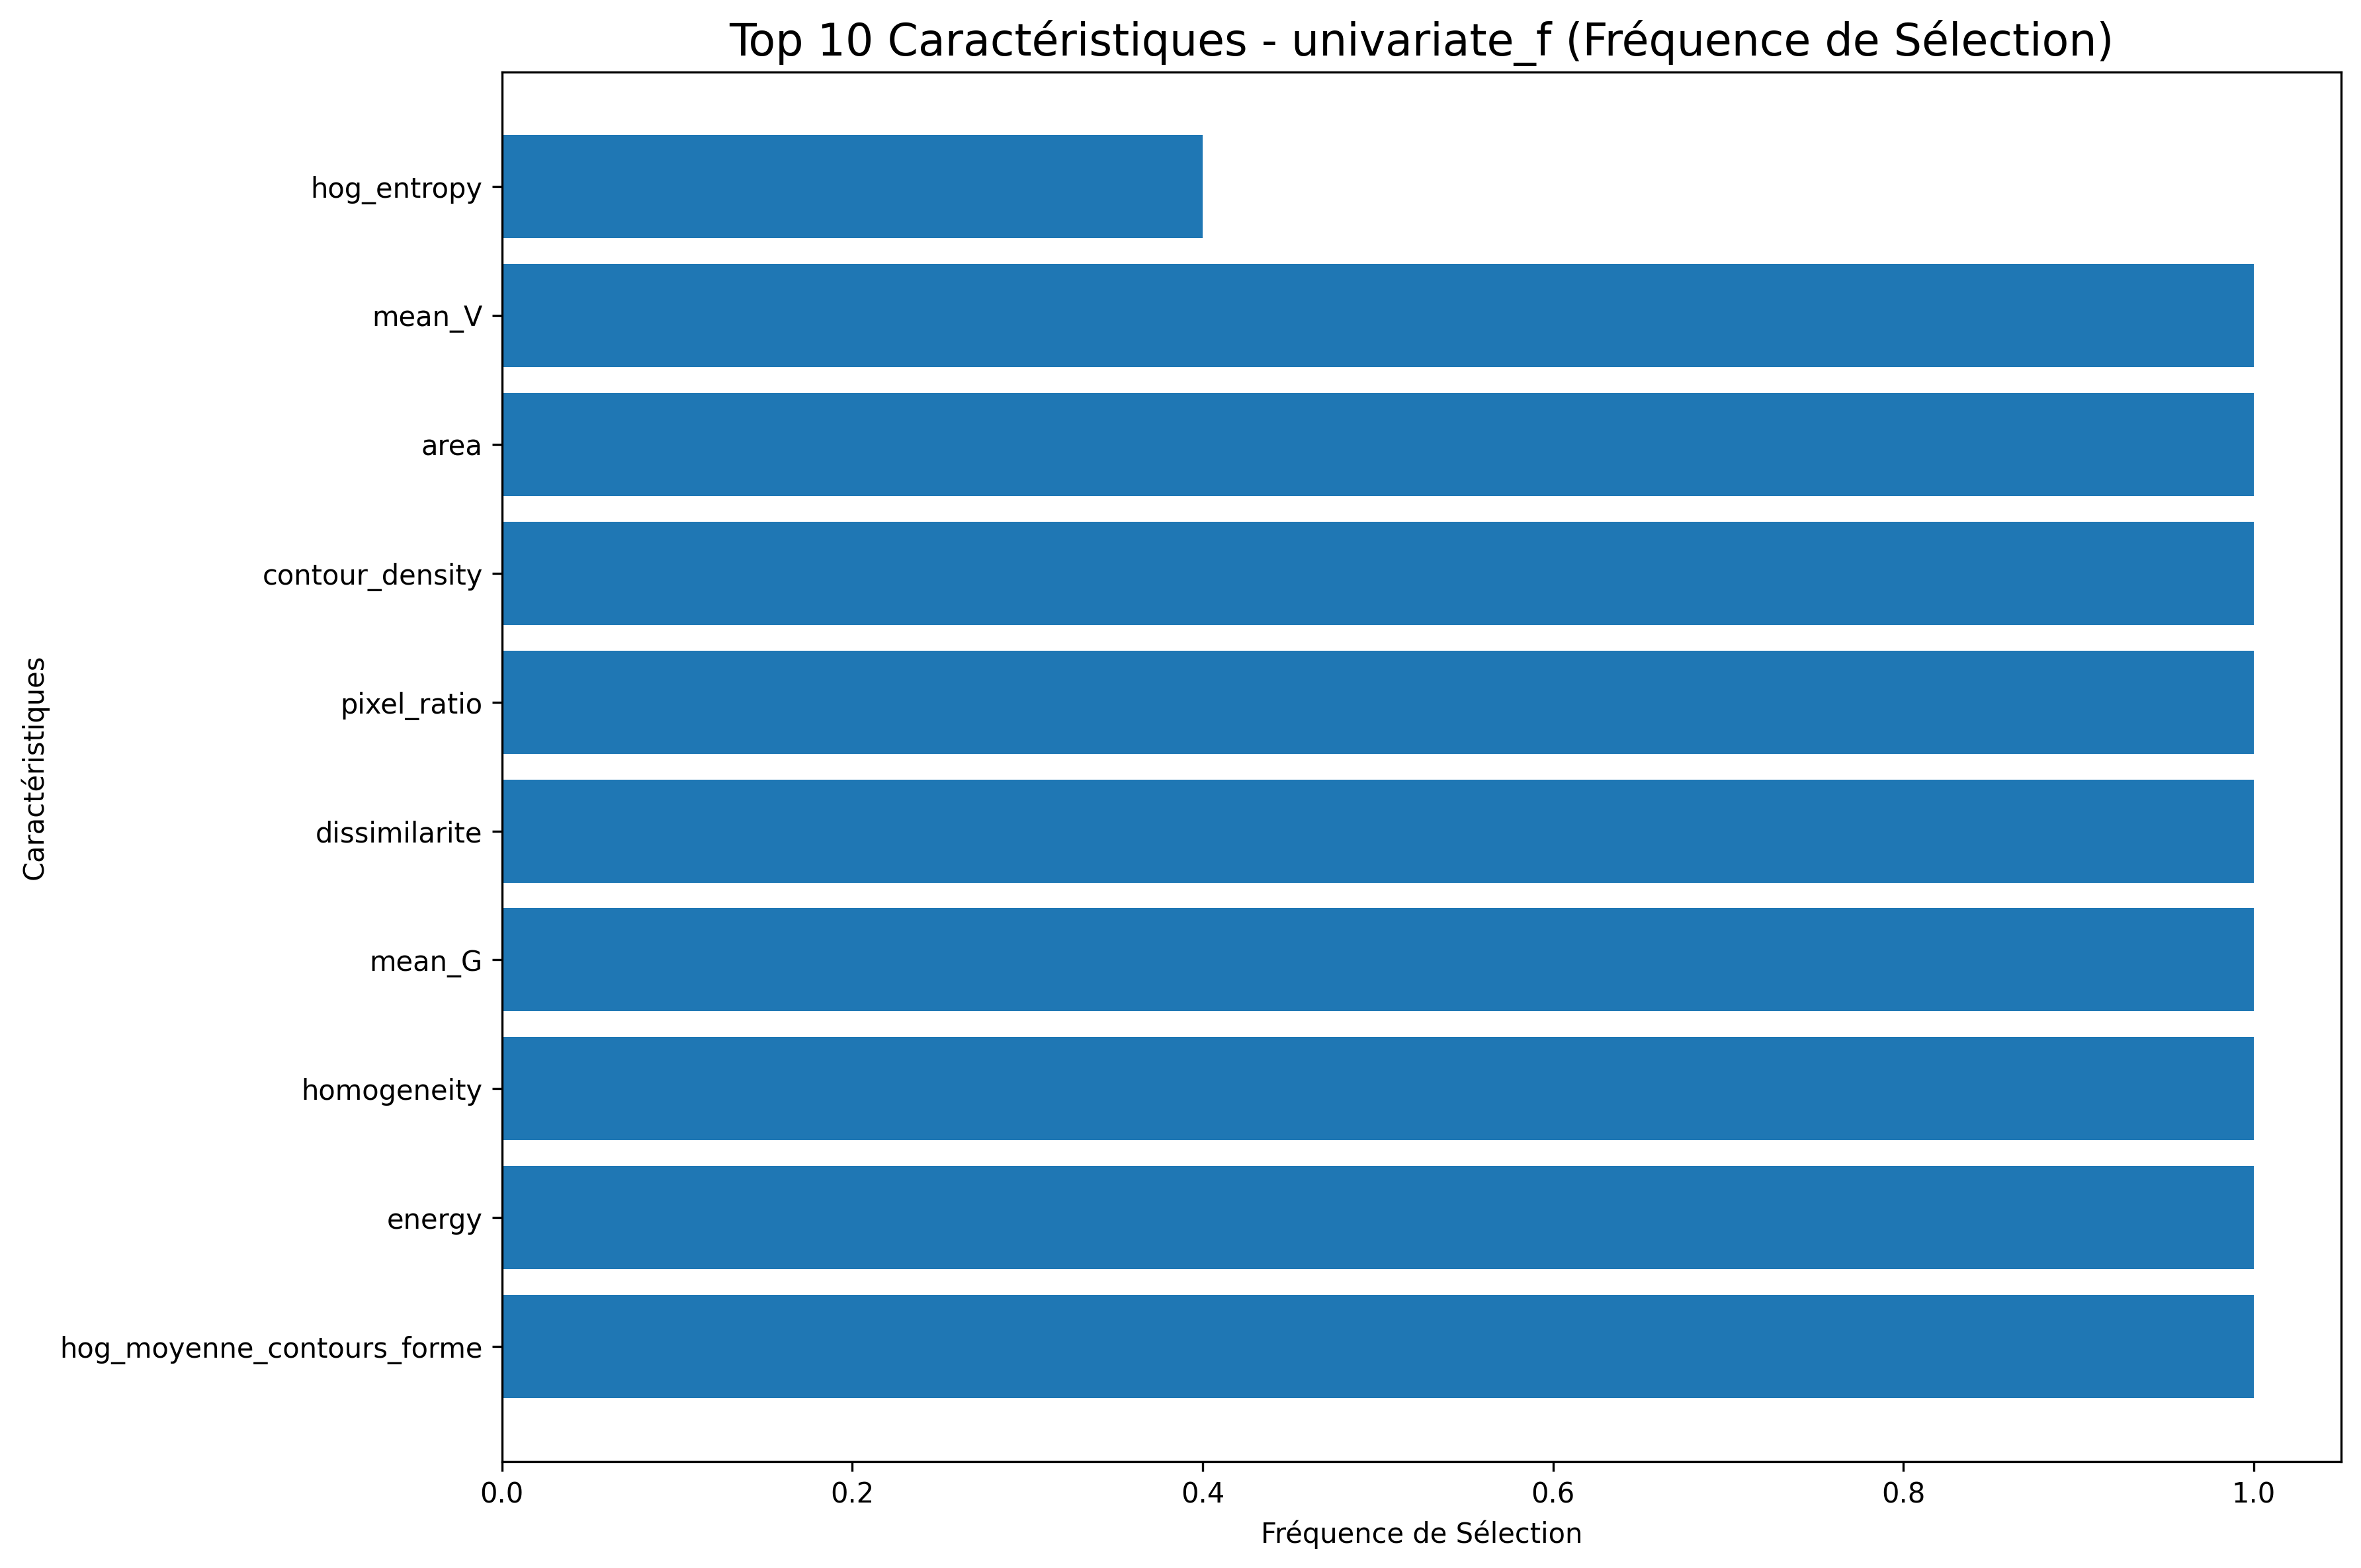 Top 10 Caractéristiques - univariate_f (Fréquence de Sélection)
Caractéristiques
hog_entropy
mean_V
area
contour_density
pixel_ratio
dissimilarite
mean_G
homogeneity
energy
hog_moyenne_contours_forme
0.0 0.2 0.4 0.6 0.8 1.0
Fréquence de Sélection